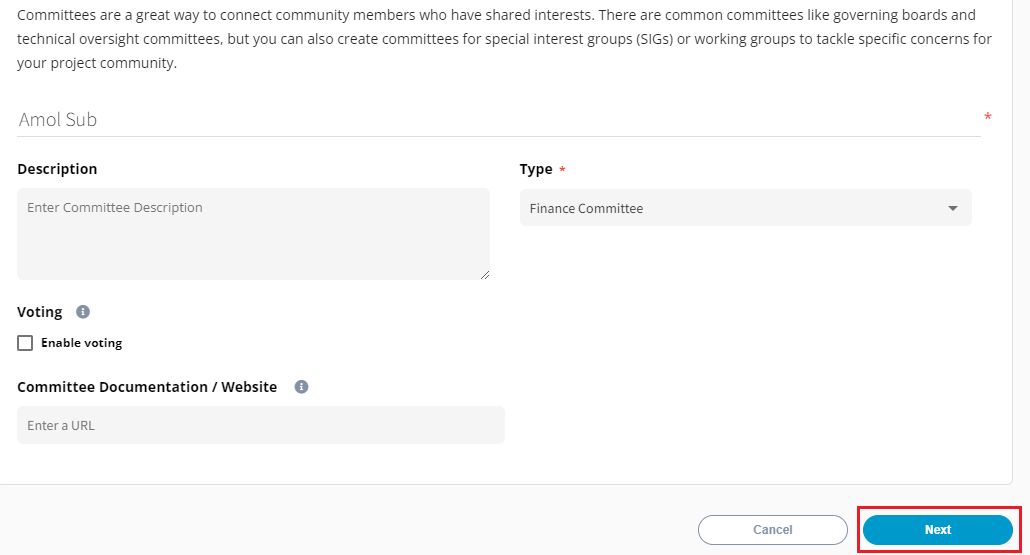 Committees are a great way to connect community members who have shared interests. There are common committees like governing boards and
technical oversight committees, but you can also create committees for special interest groups (SIGs) or working groups to tackle specific concerns for
your project community.
Amol Sub *
Description
Type *
Enter Committee Description
Finance Committee
Voting
Enable voting
Committee Documentation / Website
Enter a URL
Cancel
Next